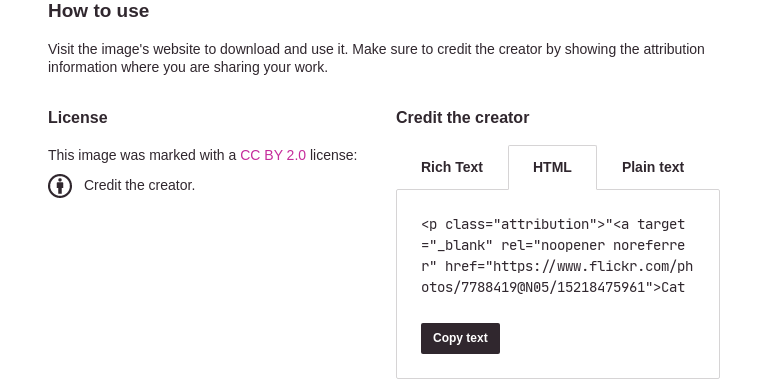 How to use
Visit the image's website to download and use it. Make sure to credit the creator by showing the attribution
information where you are sharing your work.
License
This image was marked with a CC BY 2.0 license:
Credit the creator.
Credit the creator
Rich Text
HTML
Plain text
<p class="attribution">"<a target
="_blank" rel="noopener noreferre
r" href="https://www.flickr.com/ph
otos/7788419@N05/15218475961">Cat
Copy text